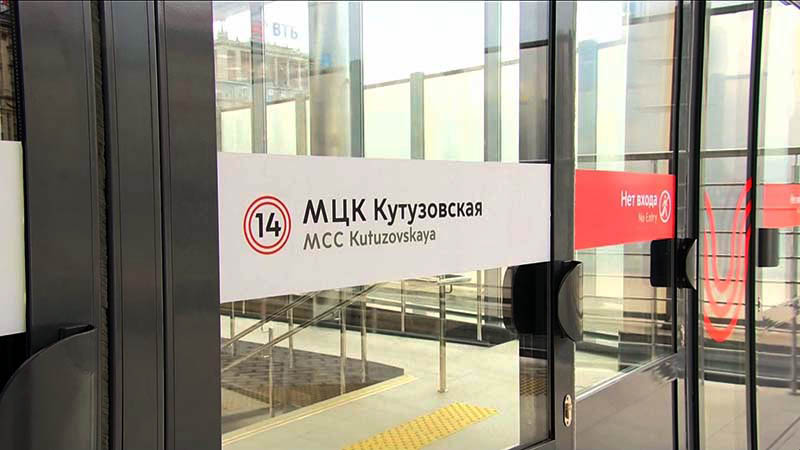 ВТБ
14
МЦК Кутузовская
MCC Kutuzovskaya
Нет входа
No Entry